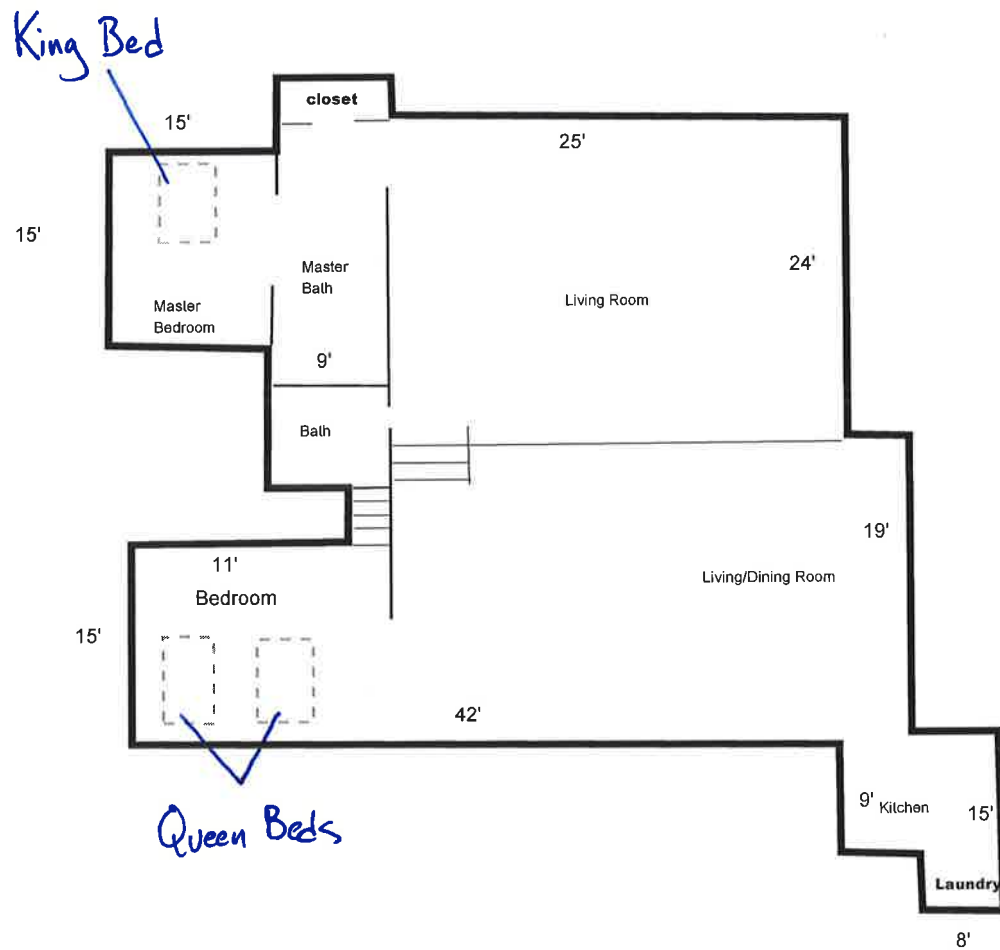 King Bed
closet
15'
25'
15'
24'
Master
Bath
Living Room
Master
Bedroom
9'
Bath
19'
11'
Living/Dining Room
Bedroom
15'
42'
9' Kitchen
15'
Queen Beds
Laundry
8'